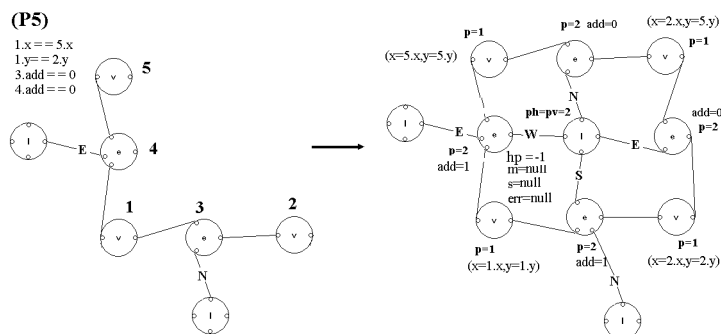 (P5)
1.x = = 5.x
1.y= = 2.y
3.add = = 0
4.add = = 0
v
5
I
E
e
4
1
3
2
v
e
v
N
I
p=1
p=2 add=0
(x=2.x,y=5.y)
p=1
(x=5.x,y=5.y)
v
e
v
N
ph=pv=2
add=0
p=2
I
E
e
W
I
E
e
p=2
add=1
hp = -1
m=null
s=null
err=null
S
v
e
v
p=1
p=2
p=1
(x=1.x,y=1.y)
add=1
(x=2.x,y=2.y)
N
I